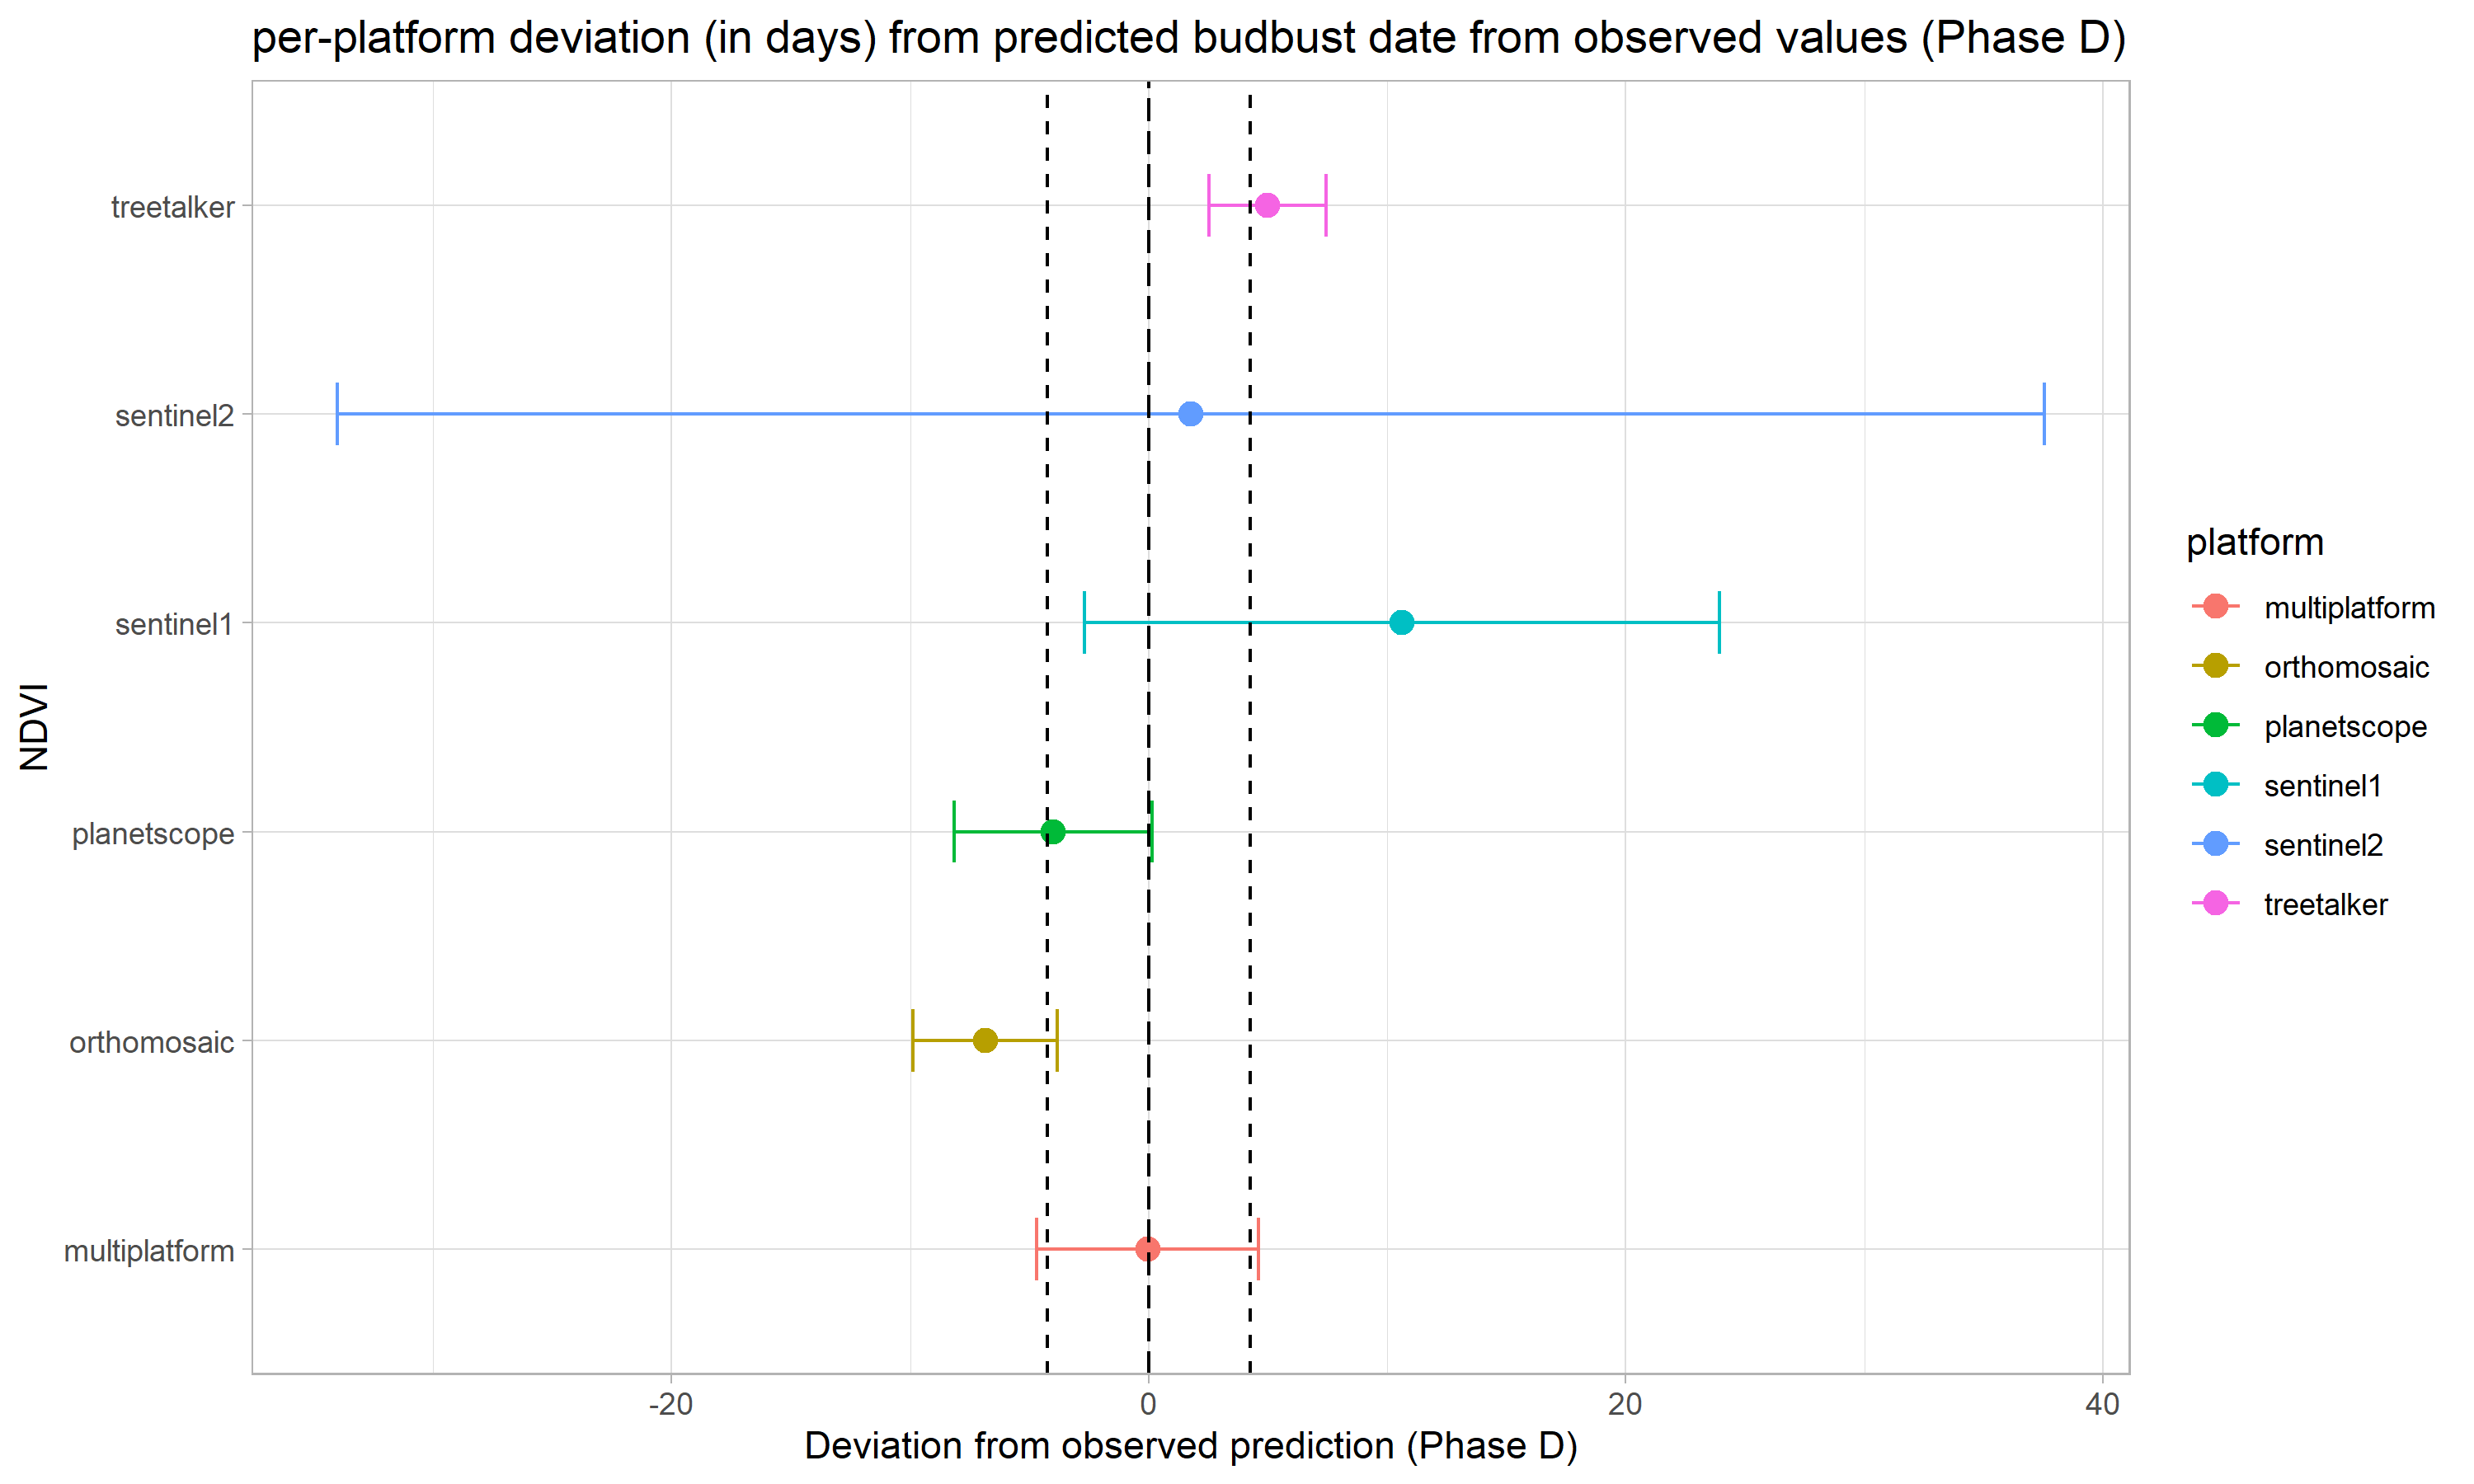 per-platform deviation (in days) from predicted budbust date from observed values (Phase D)
treetalker
sentinel2
sentinel1
planetscope
orthomosaic
multiplatform
NDVI
-20
0
20
40
Deviation from observed prediction (Phase D)
platform
multiplatform
orthomosaic
planetscope
sentinel1
sentinel2
treetalker